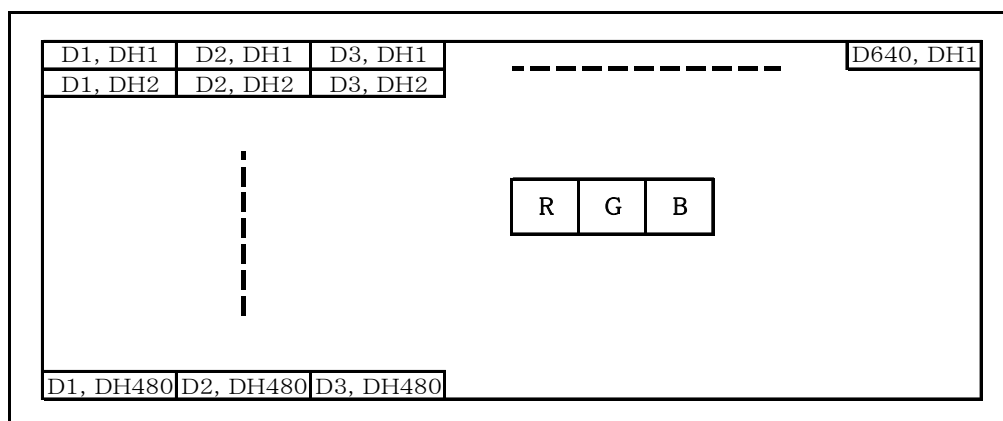 D1, DH1 D2, DH1 D3, DH1 D640, DH1
D1, DH2 D2, DH2 D3, DH2
R G B
D1, DH480 D2, DH480 D3, DH480